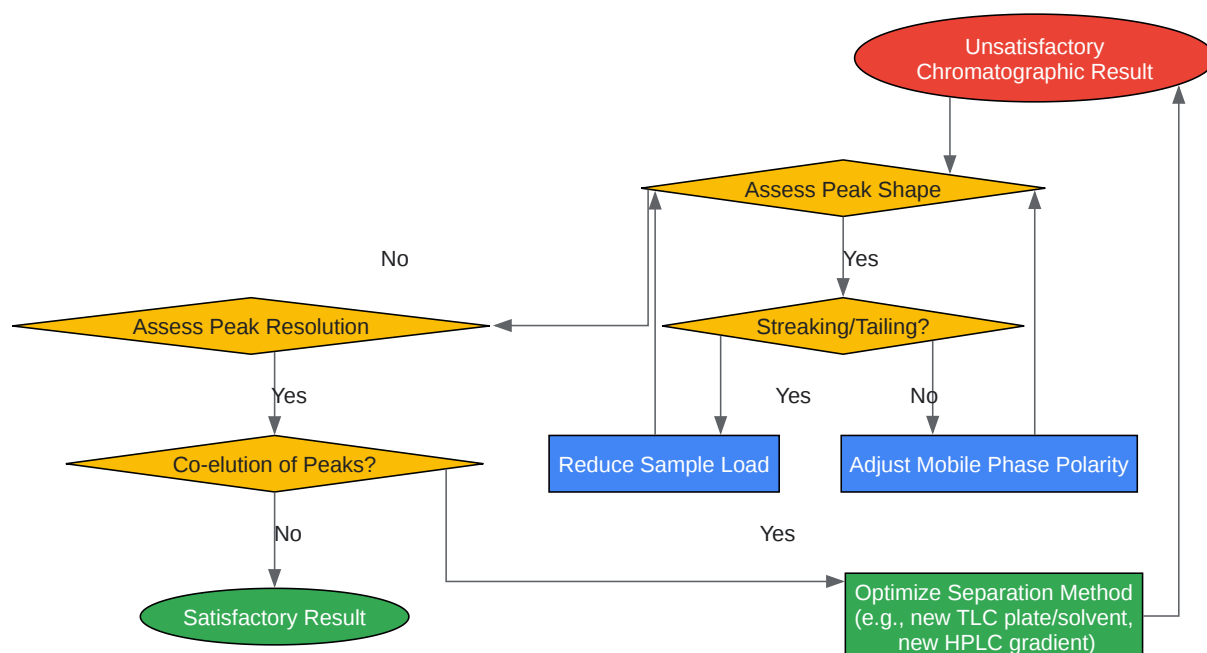 Unsatisfactory
Chromatographic Result
Assess Peak Shape
No
Yes
Assess Peak Resolution
Streaking/Tailing?
Yes
Yes
No
Co-elution of Peaks?
Reduce Sample Load
Adjust Mobile Phase Polarity
No
Yes
Satisfactory Result
Optimize Separation Method
(e.g., new TLC plate/solvent,
new HPLC gradient)